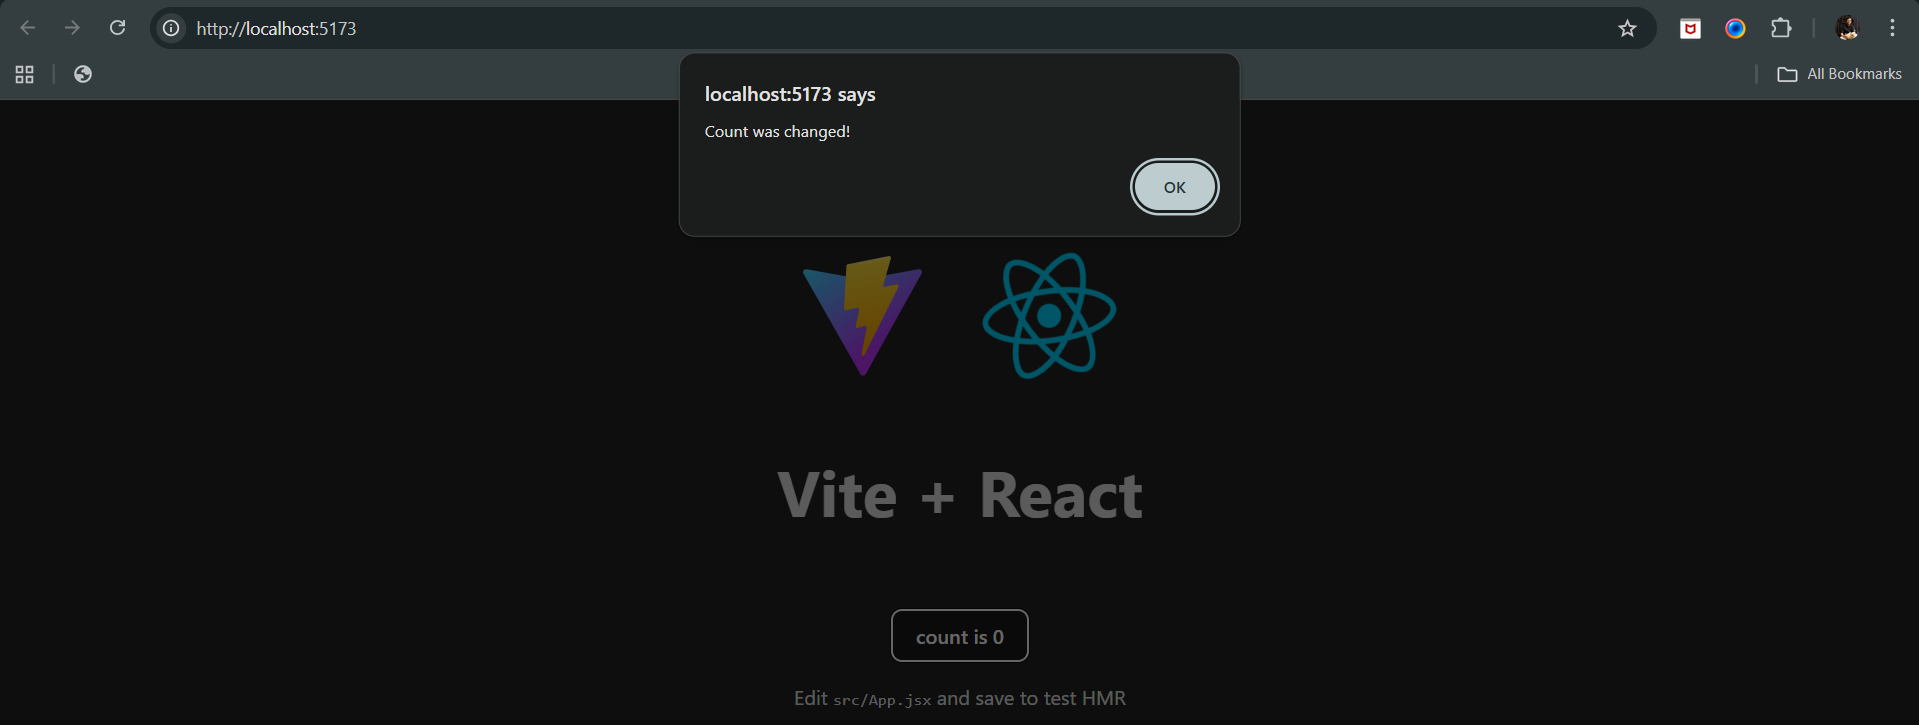 http://localhost:5173
All Bookmarks
localhost:5173 says
Count was changed!
OK
Vite + React
count is 0
Edit src/App.jsx and save to test HMR